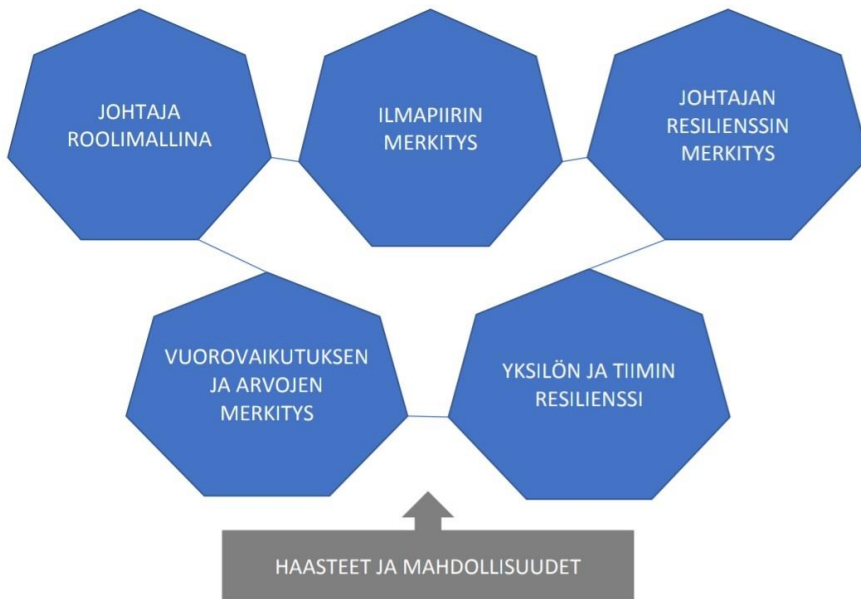 JOHTAJA
ROOLIMALLINA
ILMAPIIRIN
MERKITYS
JOHTAJAN
RESILIENSSIN
MERKITYS
VUOROVAIKUTUKSEN
JA ARVOJEN
MERKITYS
YKSILÖN JA TIIMIN
RESILIENSSI
HAASTEET JA MAHDOLLISUUDET